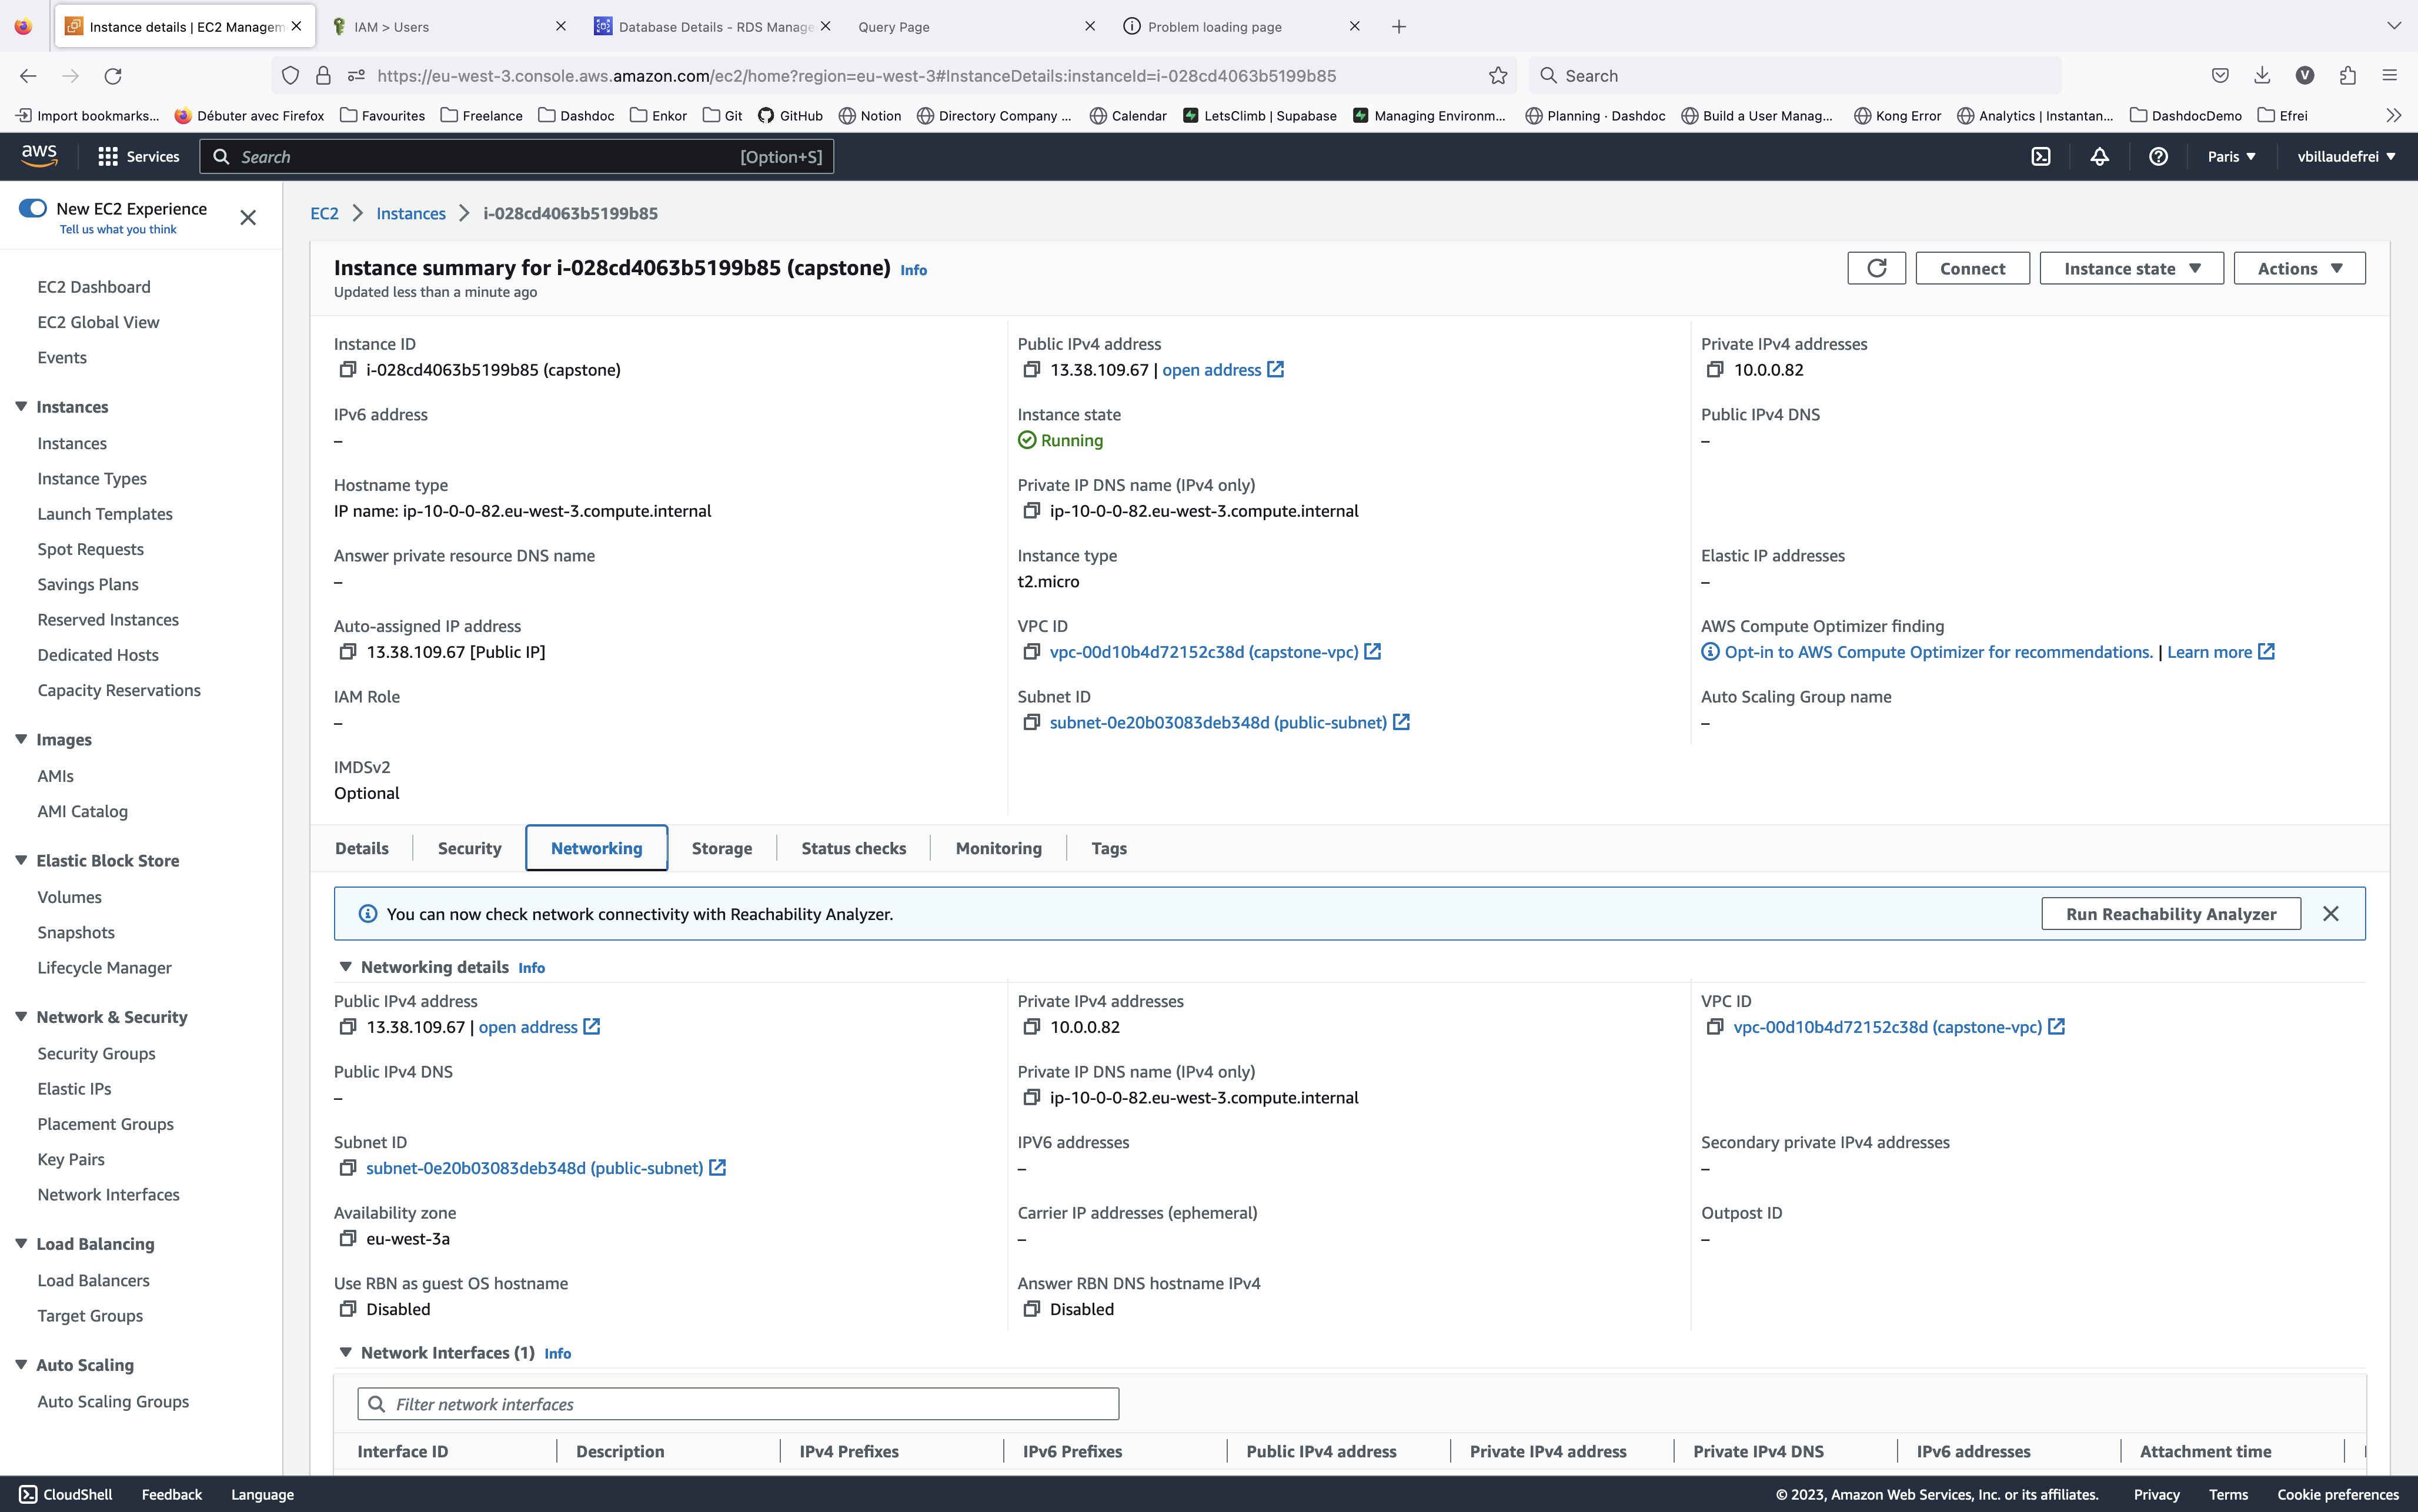 Instance details | EC2 Managem
IAM > Users
Database Details - RDS Manage
Query Page
Problem loading page
https://eu-west-3.console.aws.amazon.com/ec2/home?region=eu-west-3#InstanceDetails:instanceId=i-028cd4063b5199b85
Search
V
Import bookmarks...
Débuter avec Firefox
Favourites
Freelance
Dashdoc
Enkor
Git
GitHub
Notion
Directory Company ...
Calendar
LetsClimb | Supabase
Managing Environm...
Planning · Dashdoc
Build a User Manag...
Kong Error
Analytics | Instantan...
DashdocDemo
Efrei
aws
Services
Search
[Option+S]
Paris
vbillaudefrei
New EC2 Experience
Tell us what you think
EC2 Dashboard
EC2 Global View
Events
Instances
Instances
Instance Types
Launch Templates
Spot Requests
Savings Plans
Reserved Instances
Dedicated Hosts
Capacity Reservations
Images
AMIs
AMI Catalog
Elastic Block Store
Volumes
Snapshots
Lifecycle Manager
Network & Security
Security Groups
Elastic IPs
Placement Groups
Key Pairs
Network Interfaces
Load Balancing
Load Balancers
Target Groups
Auto Scaling
Auto Scaling Groups
EC2 > Instances > i-028cd4063b5199b85
Instance summary for i-028cd4063b5199b85 (capstone) Info
Updated less than a minute ago
Connect
Instance state
Actions
Instance ID
i-028cd4063b5199b85 (capstone)
Public IPv4 address
13.38.109.67 | open address
Private IPv4 addresses
10.0.0.82
IPv6 address
–
Instance state
Running
Public IPv4 DNS
–
Hostname type
IP name: ip-10-0-0-82.eu-west-3.compute.internal
Private IP DNS name (IPv4 only)
ip-10-0-0-82.eu-west-3.compute.internal
Answer private resource DNS name
–
Instance type
t2.micro
Elastic IP addresses
–
Auto-assigned IP address
13.38.109.67 [Public IP]
VPC ID
vpc-00d10b4d72152c38d (capstone-vpc)
AWS Compute Optimizer finding
Opt-in to AWS Compute Optimizer for recommendations. | Learn more
IAM Role
–
Subnet ID
subnet-0e20b03083deb348d (public-subnet)
Auto Scaling Group name
–
IMDSv2
Optional
Details
Security
Networking
Storage
Status checks
Monitoring
Tags
You can now check network connectivity with Reachability Analyzer.
Run Reachability Analyzer
Networking details Info
Public IPv4 address
13.38.109.67 | open address
Private IPv4 addresses
10.0.0.82
VPC ID
vpc-00d10b4d72152c38d (capstone-vpc)
Public IPv4 DNS
–
Private IP DNS name (IPv4 only)
ip-10-0-0-82.eu-west-3.compute.internal
Subnet ID
subnet-0e20b03083deb348d (public-subnet)
IPV6 addresses
–
Secondary private IPv4 addresses
–
Availability zone
eu-west-3a
Carrier IP addresses (ephemeral)
–
Outpost ID
–
Use RBN as guest OS hostname
Disabled
Answer RBN DNS hostname IPv4
Disabled
Network Interfaces (1) Info
Filter network interfaces
Interface ID
Description
IPv4 Prefixes
IPv6 Prefixes
Public IPv4 address
Private IPv4 address
Private IPv4 DNS
IPv6 addresses
Attachment time
CloudShell
Feedback
Language
© 2023, Amazon Web Services, Inc. or its affiliates.
Privacy
Terms
Cookie preferences